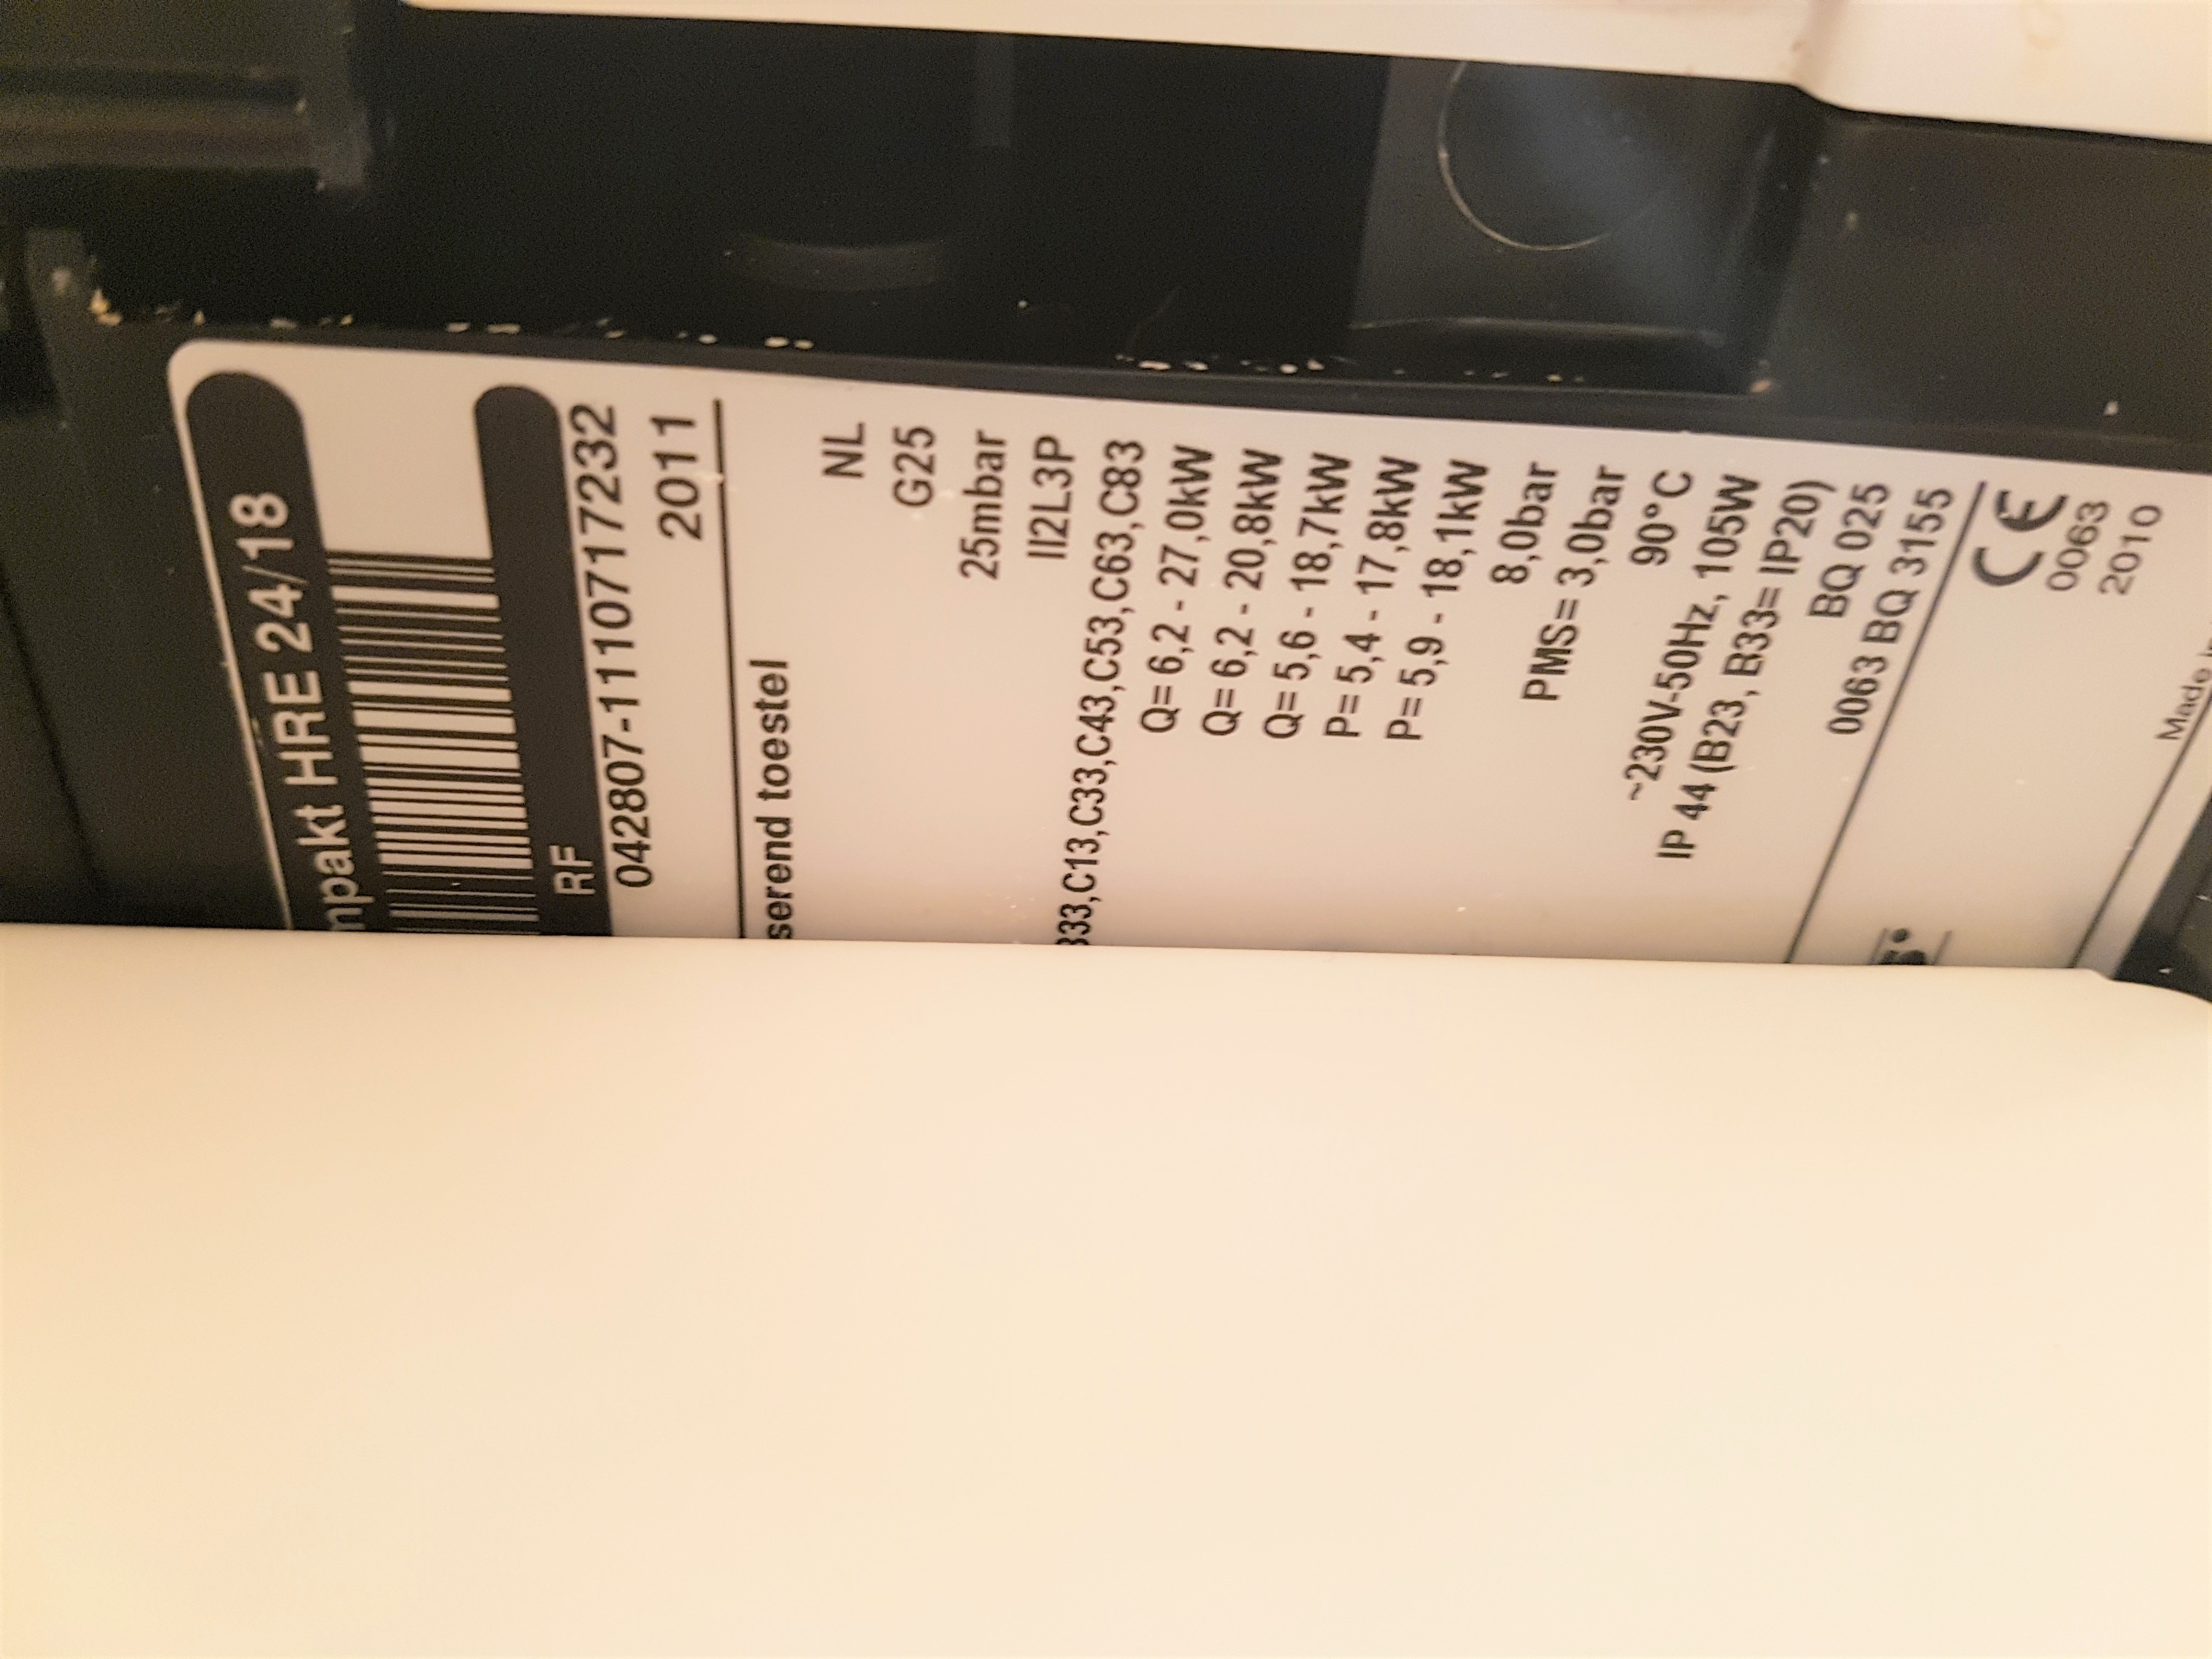 mpakt HRE 24/18
RF
042807-1110717232
2011
serend toestel
NL
G25
25mbar
II2L3P
B33,C13,C33,C43,C53,C63,C83
Q= 6,2 - 27,0kW
Q= 6,2 - 20,8kW
Q= 5,6 - 18,7kW
P= 5,4 - 17,8kW
P= 5,9 - 18,1kW
8,0bar
PMS= 3,0bar
90°C
~230V-50Hz, 105W
IP 44 (B23, B33= IP20)
BQ 025
0063 BQ 3155
5*
CE
0063
2010
Made